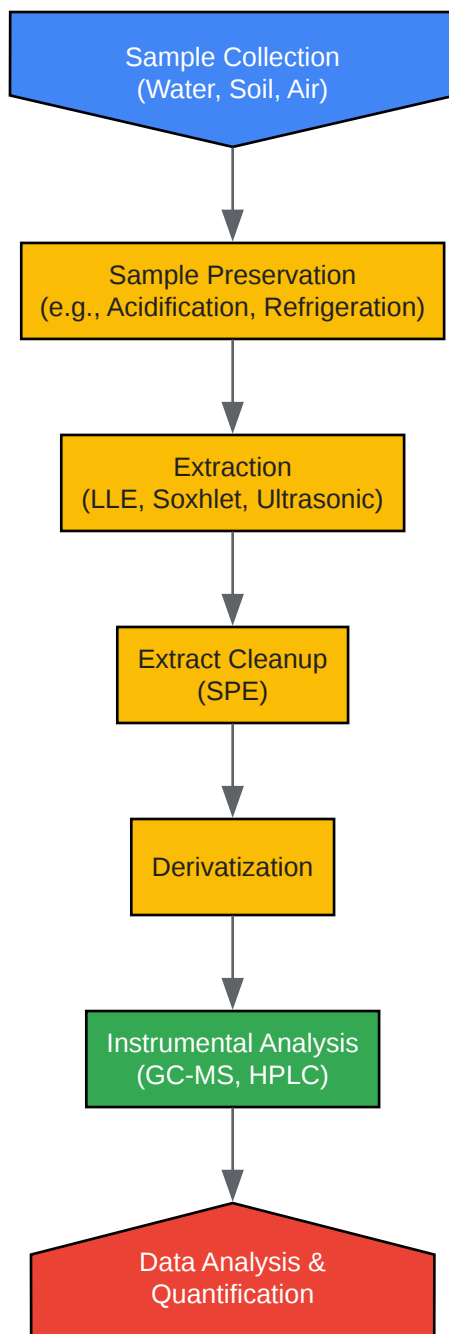 Sample Collection
(Water, Soil, Air)
Sample Preservation
(e.g., Acidification, Refrigeration)
Extraction
(LLE, Soxhlet, Ultrasonic)
Extract Cleanup
(SPE)
Derivatization
Instrumental Analysis
(GC-MS, HPLC)
Data Analysis &
Quantification